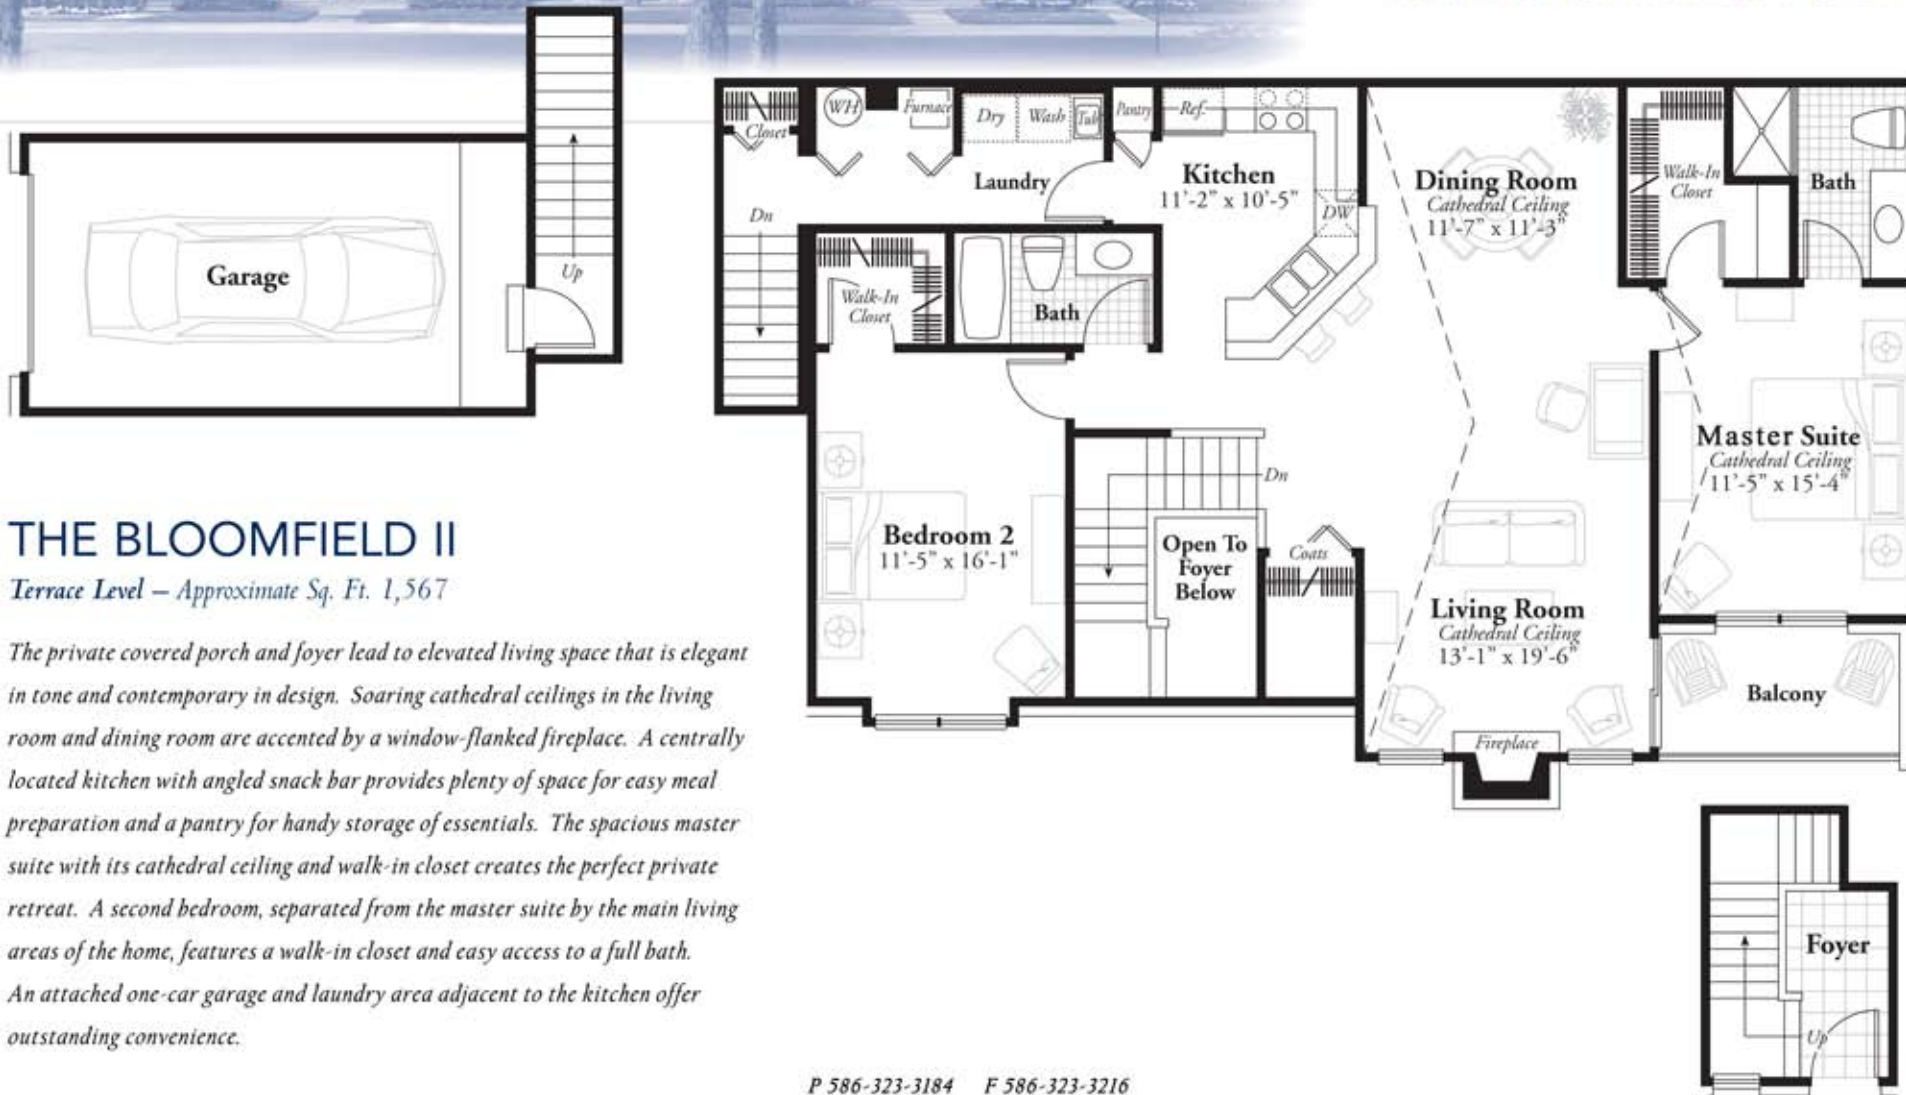 Garage
Up
Closet
WH
Furnace
Dry
Wash
Tub
Pantry
Ref.
Laundry
Kitchen
11'-2" x 10'-5"
DW
Dining Room
Cathedral Ceiling
11'-7" x 11'-3"
Walk-In
Closet
Bath
Dn
Walk-In
Closet
Bath
Master Suite
Cathedral Ceiling
11'-5" x 15'-4"
Dn
Bedroom 2
11'-5" x 16'-1"
Open To
Foyer
Below
Coats
Living Room
Cathedral Ceiling
13'-1" x 19'-6"
Balcony
Fireplace
Foyer
Up
THE BLOOMFIELD II
Terrace Level – Approximate Sq. Ft. 1,567
The private covered porch and foyer lead to elevated living space that is elegant
in tone and contemporary in design. Soaring cathedral ceilings in the living
room and dining room are accented by a window-flanked fireplace. A centrally
located kitchen with angled snack bar provides plenty of space for easy meal
preparation and a pantry for handy storage of essentials. The spacious master
suite with its cathedral ceiling and walk-in closet creates the perfect private
retreat. A second bedroom, separated from the master suite by the main living
areas of the home, features a walk-in closet and easy access to a full bath.
An attached one-car garage and laundry area adjacent to the kitchen offer
outstanding convenience.
P 586-323-3184 F 586-323-3216